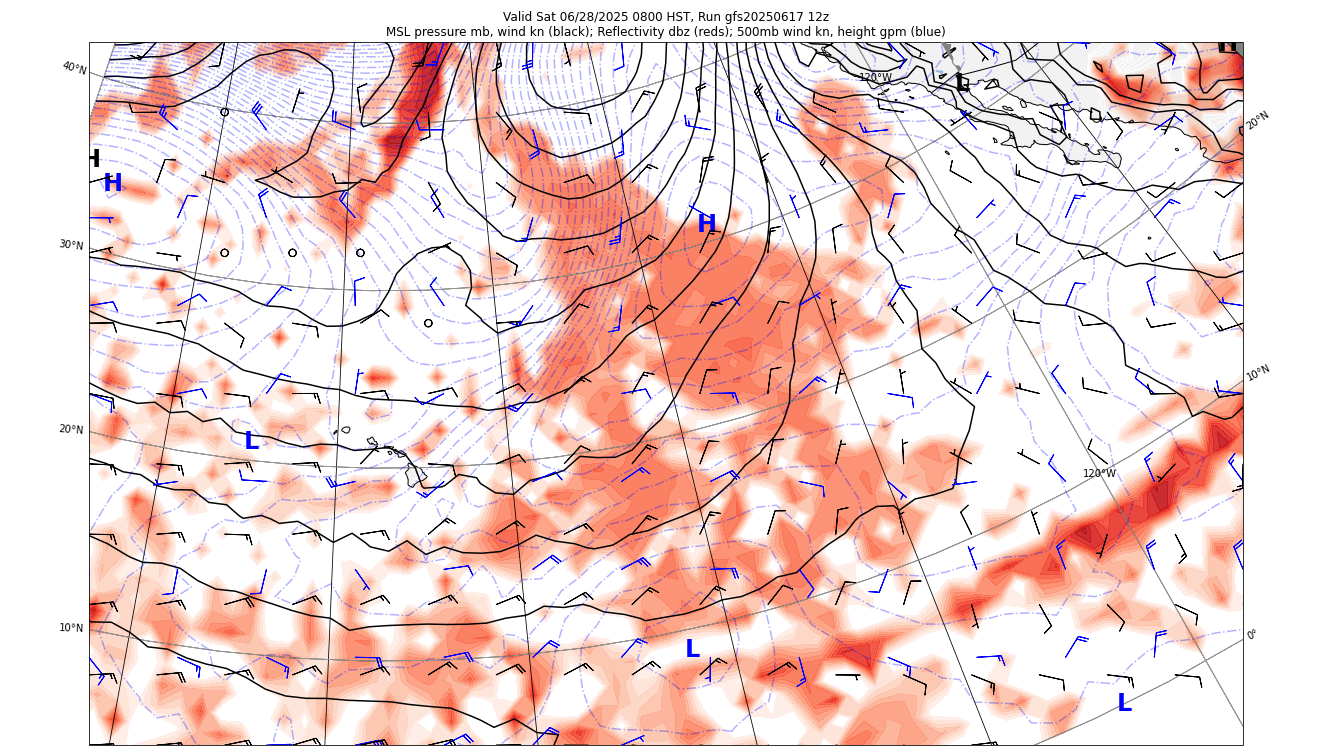 Valid Sat 06/28/2025 0800 HST, Run gfs20250617 12z
MSL pressure mb, wind kn (black); Reflectivity dbz (reds); 500mb wind kn, height gpm (blue)
H
40°N
120°W
L
20°N
H
H
H
30°N
10°N
20°N
L
120°W
10°N
0°
L
L